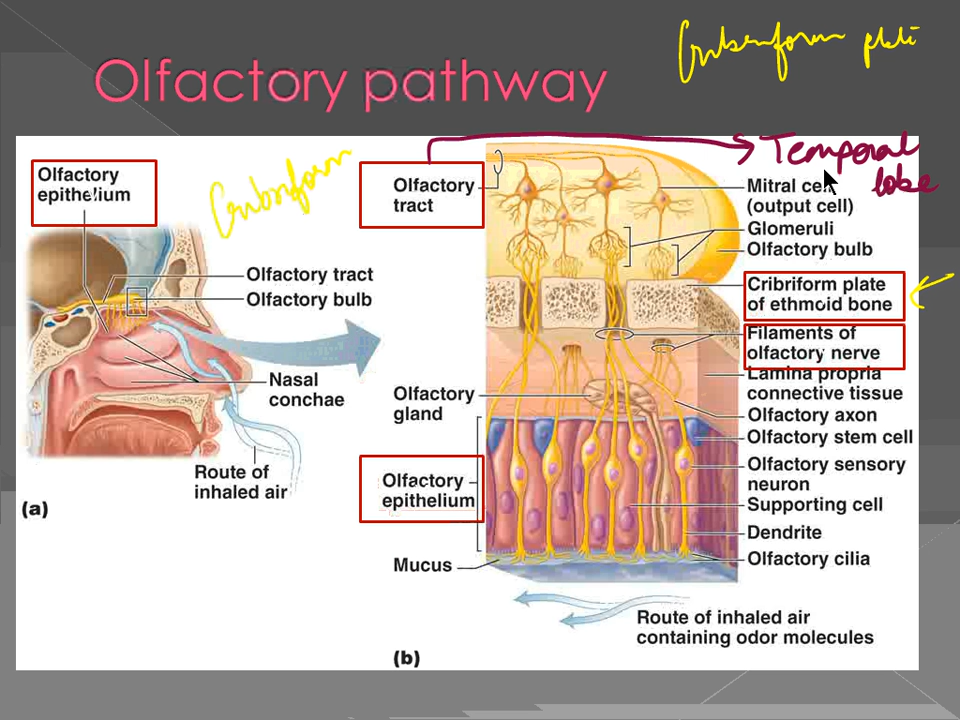 Cribriform plate
Olfactory pathway
Temporal
lobe
Olfactory
epithelium
Cribriform
Olfactory tract
Olfactory bulb
Nasal
conchae
Route of
inhaled air
(a)
Olfactory
tract
Olfactory
gland
Olfactory
epithelium
Mucus
Mitral cell
(output cell)
Glomeruli
Olfactory bulb
Cribriform plate
of ethmoid bone
Filaments of
olfactory nerve
Lamina propria
connective tissue
Olfactory axon
Olfactory stem cell
Olfactory sensory
neuron
Supporting cell
Dendrite
Olfactory cilia
Route of inhaled air
containing odor molecules
(b)